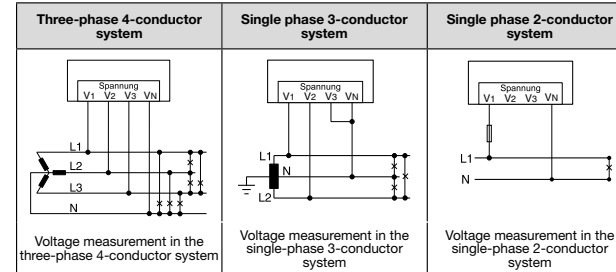 Three-phase 4-conductor
system
Single phase 3-conductor
system
Single phase 2-conductor
system
Spannung
V1 V2 V3 VN
L1
L2
L3
N
Spannung
V1 V2 V3 VN
L1
N
L2
Spannung
V1 V2 V3 VN
L1
N
Voltage measurement in the
three-phase 4-conductor system
Voltage measurement in the
single-phase 3-conductor
system
Voltage measurement in the
single-phase 2-conductor
system